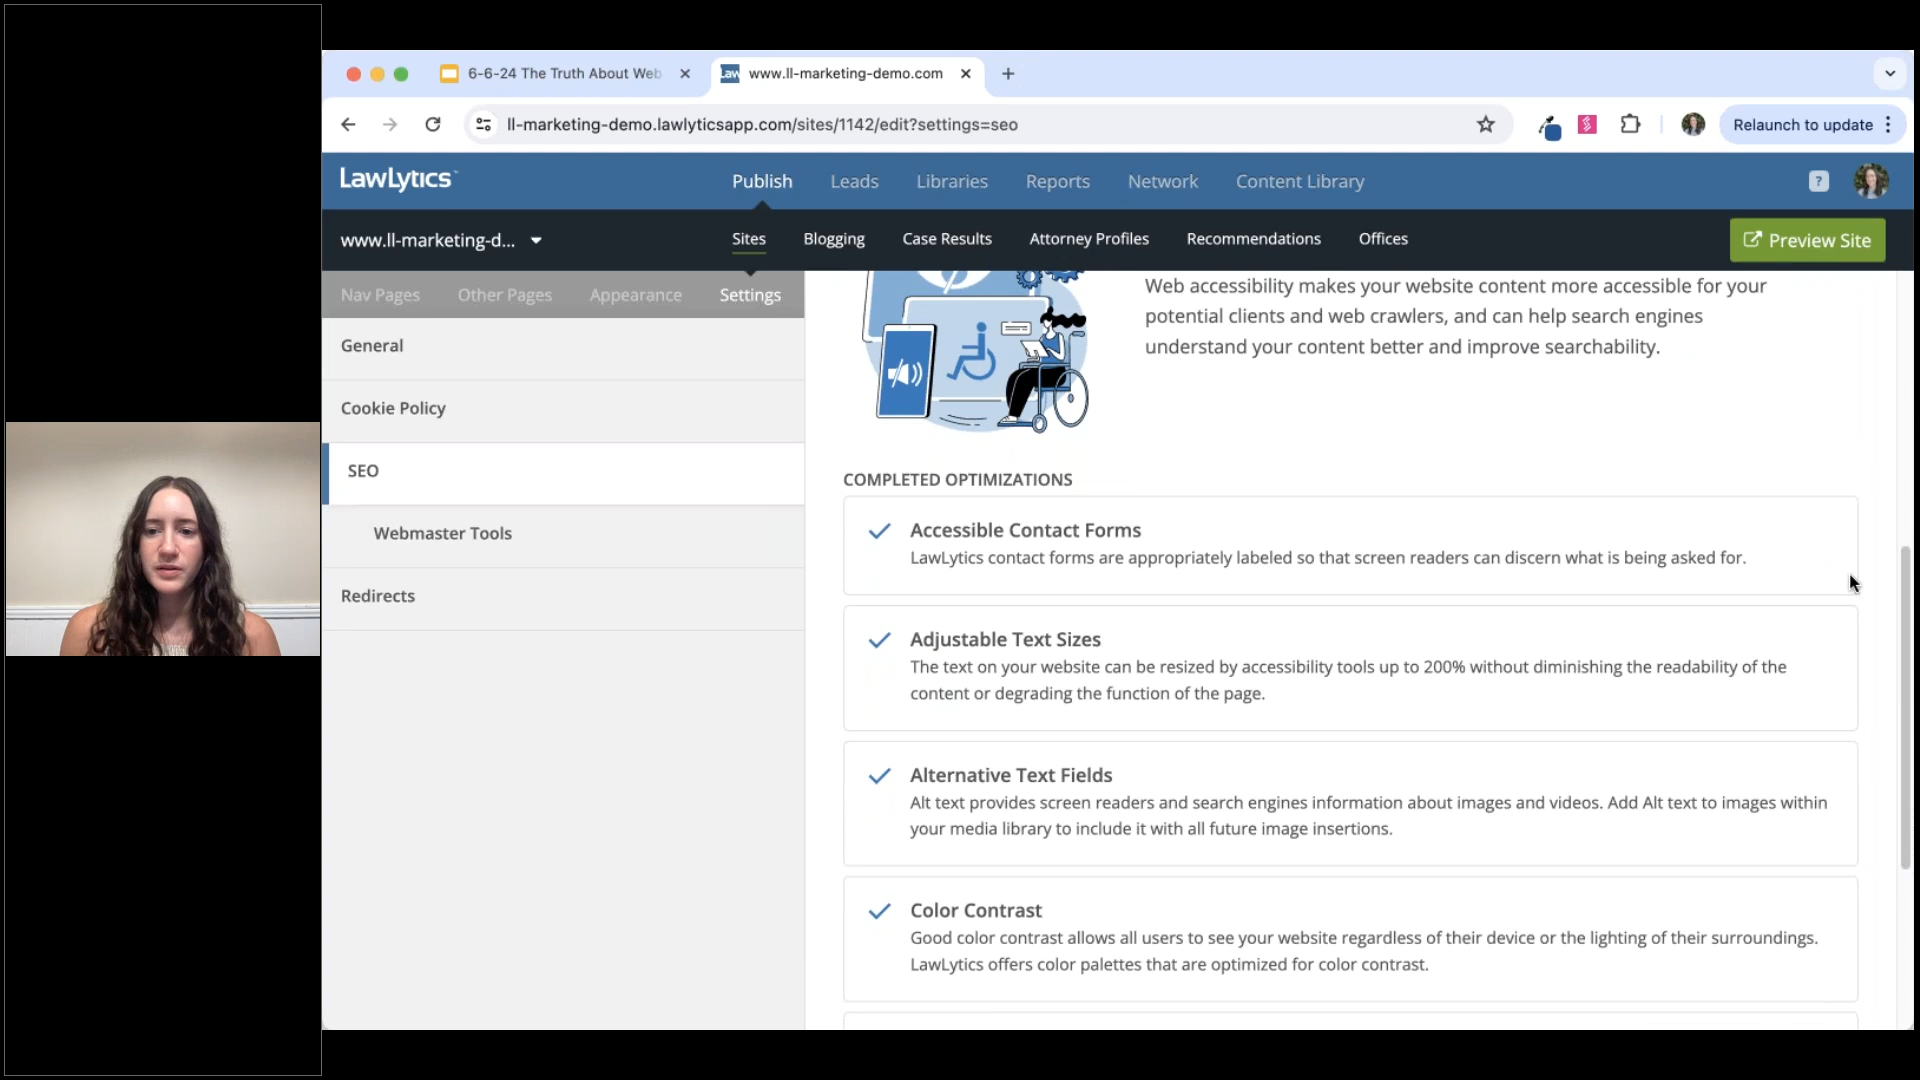 6-6-24 The Truth About Web
www.ll-marketing-demo.com
ll-marketing-demo.lawlyticsapp.com/sites/1142/edit?settings=seo
Relaunch to update
LawLytics
Publish
Leads
Libraries
Reports
Network
Content Library
?
www.ll-marketing-d...
Sites
Blogging
Case Results
Attorney Profiles
Recommendations
Offices
Preview Site
Nav Pages
Other Pages
Appearance
Settings
General
Cookie Policy
SEO
Webmaster Tools
Redirects
Web accessibility makes your website content more accessible for your
potential clients and web crawlers, and can help search engines
understand your content better and improve searchability.
COMPLETED OPTIMIZATIONS
Accessible Contact Forms
LawLytics contact forms are appropriately labeled so that screen readers can discern what is being asked for.
Adjustable Text Sizes
The text on your website can be resized by accessibility tools up to 200% without diminishing the readability of the
content or degrading the function of the page.
Alternative Text Fields
Alt text provides screen readers and search engines information about images and videos. Add Alt text to images within
your media library to include it with all future image insertions.
Color Contrast
Good color contrast allows all users to see your website regardless of their device or the lighting of their surroundings.
LawLytics offers color palettes that are optimized for color contrast.